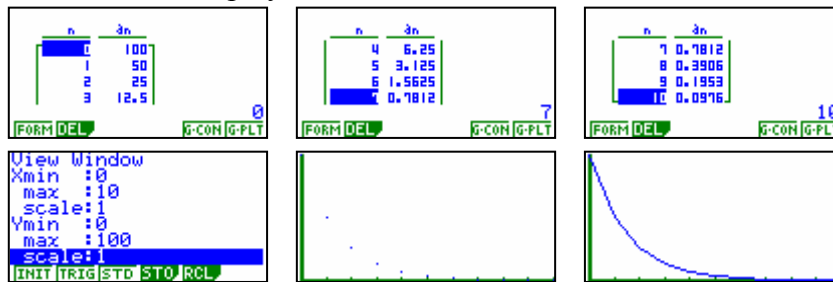 n an
0 100
1 50
2 25
3 12.5
0
FORM DEL G·CON G·PLT
n an
4 6.25
5 3.125
6 1.5625
7 0.7812
7
FORM DEL G·CON G·PLT
n an
7 0.7812
8 0.3906
9 0.1953
10 0.0976
10
FORM DEL G·CON G·PLT
View Window
Xmin :0
max :10
scale:1
Ymin :0
max :100
scale:1
INIT TRIG STD STO RCL